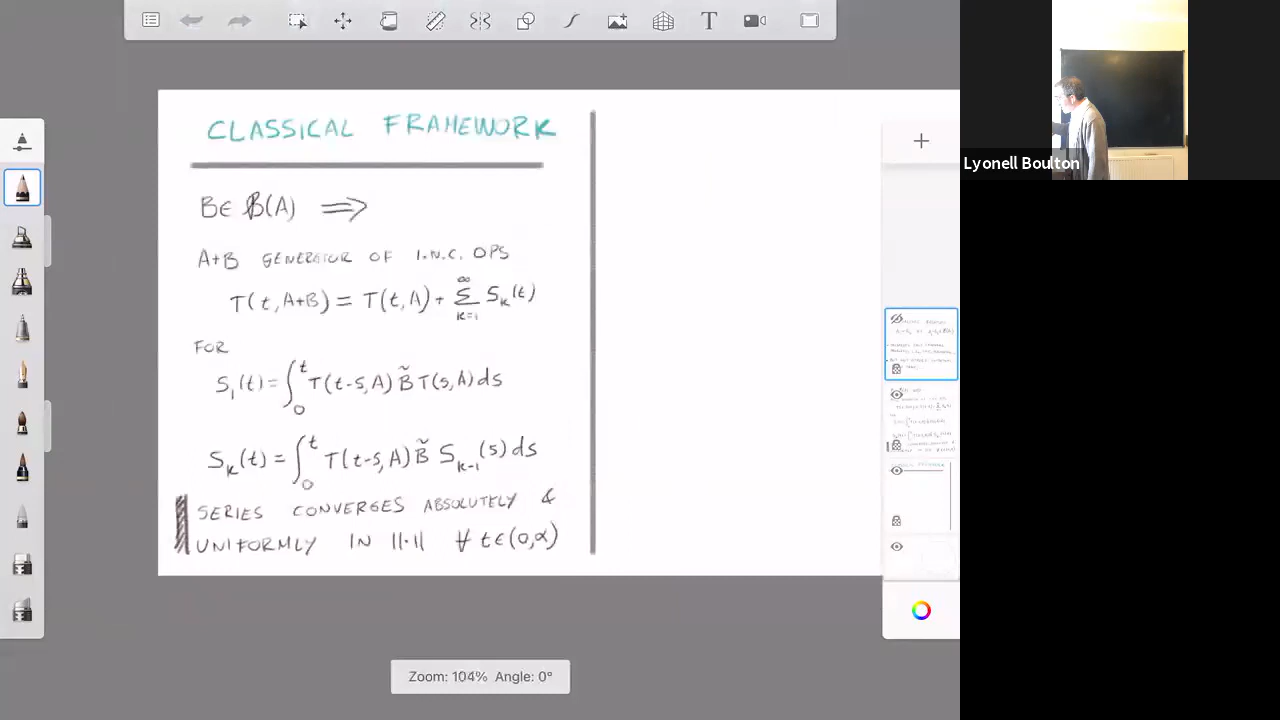 CLASSICAL FRAMEWORK
B∈ 𝔅(A) ⟹
A+B GENERATOR OF I.N.C. OPS
T(t,A+B) = T(t,A) + ∑_{k=1}^{∞} S_k(t)
FOR
S_1(t) = ∫_0^t T(t-s,A) B̃ T(s,A) ds
S_k(t) = ∫_0^t T(t-s,A) B̃ S_{k-1}(s) ds
SERIES CONVERGES ABSOLUTELY &
UNIFORMLY IN ||·|| ∀ t∈(0,α)
Zoom: 104% Angle: 0°
Lyonell Boulton